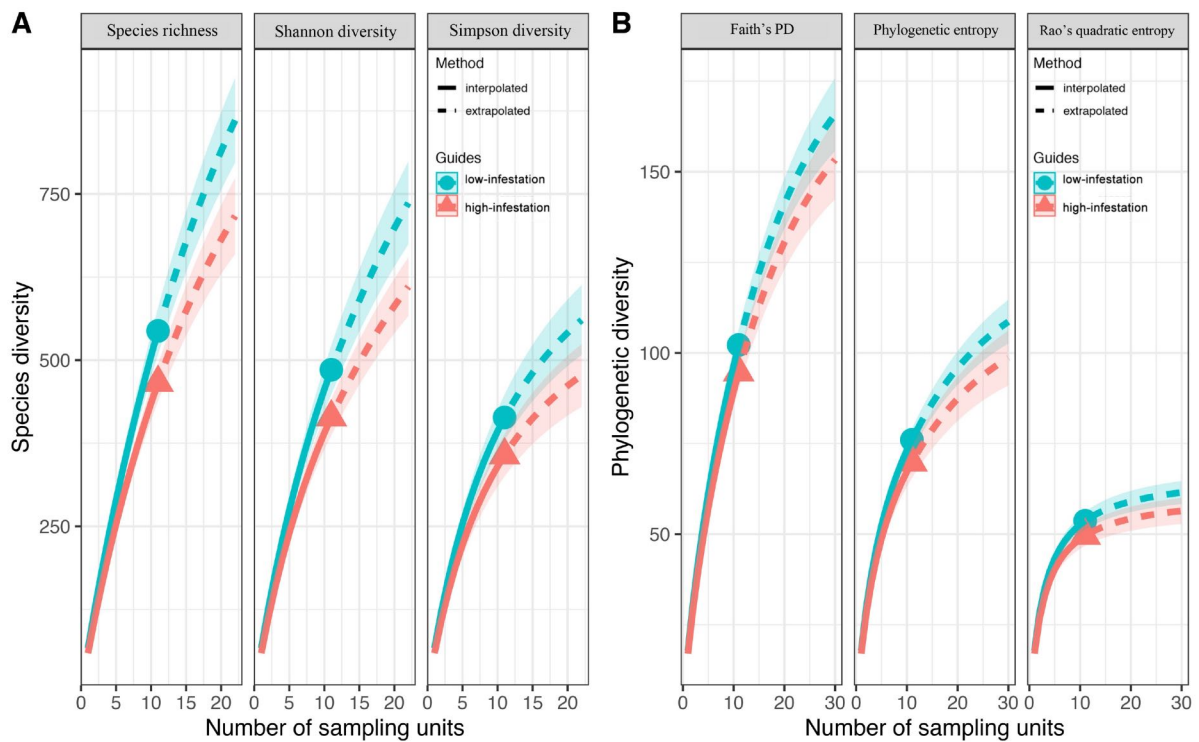 A
Species richness
Shannon diversity
Simpson diversity
Species diversity
750
500
250
Method
interpolated
extrapolated
Guides
low-infestation
high-infestation
0 5 10 15 20
0 5 10 15 20
0 5 10 15 20
Number of sampling units
B
Faith's PD
Phylogenetic entropy
Rao's quadratic entropy
Phylogenetic diversity
150
100
50
Method
interpolated
extrapolated
Guides
low-infestation
high-infestation
0 10 20 30
0 10 20 30
0 10 20 30
Number of sampling units